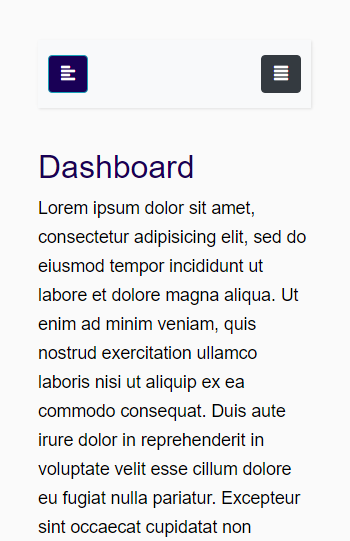 Dashboard
Lorem ipsum dolor sit amet,
consectetur adipisicing elit, sed do
eiusmod tempor incididunt ut
labore et dolore magna aliqua. Ut
enim ad minim veniam, quis
nostrud exercitation ullamco
laboris nisi ut aliquip ex ea
commodo consequat. Duis aute
irure dolor in reprehenderit in
voluptate velit esse cillum dolore
eu fugiat nulla pariatur. Excepteur
sint occaecat cupidatat non